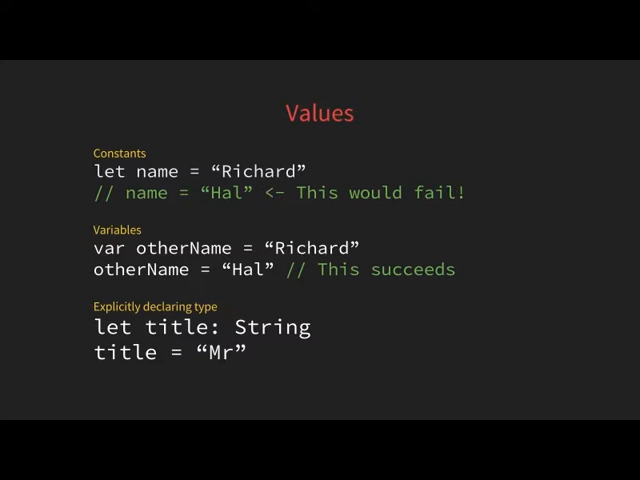 Values
Constants
let name = “Richard”
// name = “Hal” <- This would fail!
Variables
var otherName = “Richard”
otherName = “Hal” // This succeeds
Explicitly declaring type
let title: String
title = “Mr”